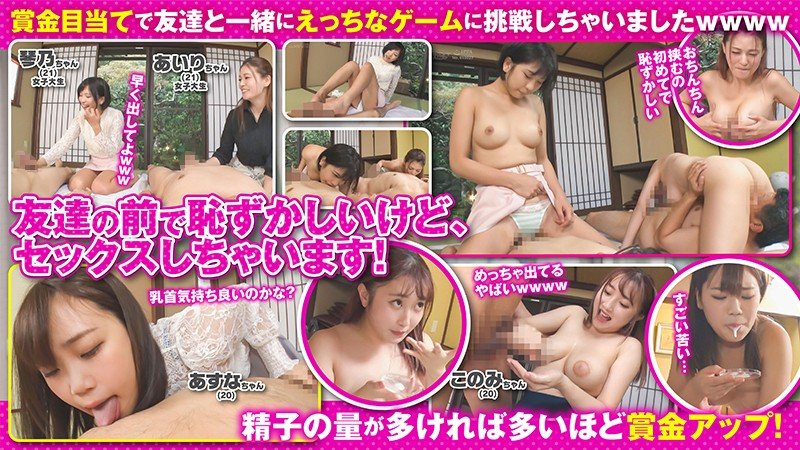 賞金目当てで友達と一緒にえっちなゲームに挑戦しちゃいましたwwww
琴乃ちゃん
(21)
女子大生
あいりちゃん
(21)
女子大生
早く出してよwww
おちんちん
挟むの
初めてで
恥ずかしい
友達の前で恥ずかしいけど、
セックスしちゃいます!
乳首気持ち良いのかな?
あすなちゃん
(20)
めっちゃ出てる
やばいwwww
このみちゃん
(20)
すごい苦い…
精子の量が多ければ多いほど賞金アップ!